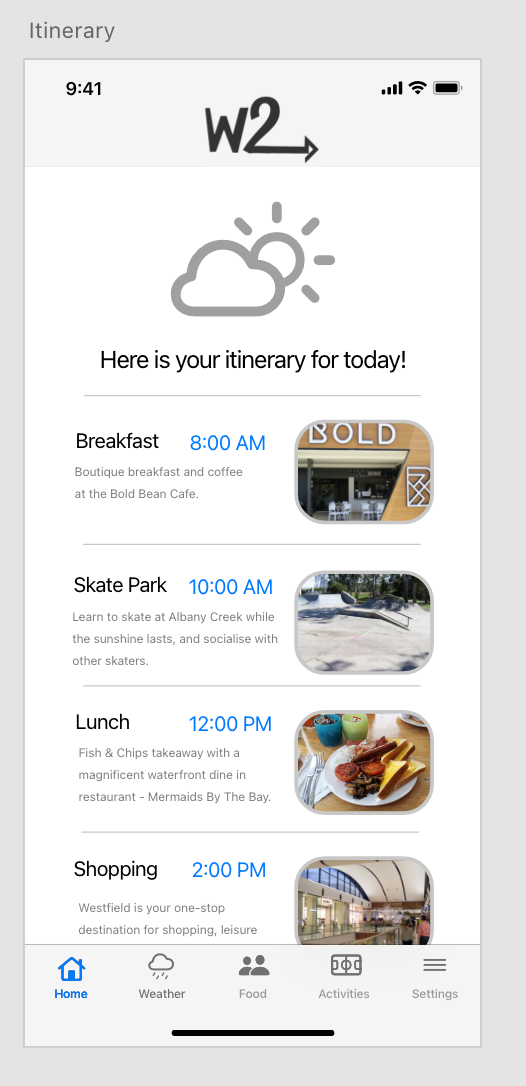 Itinerary
9:41
W2
Here is your itinerary for today!
Breakfast 8:00 AM
Boutique breakfast and coffee
at the Bold Bean Cafe.
BOLD
B
Skate Park 10:00 AM
Learn to skate at Albany Creek while
the sunshine lasts, and socialise with
other skaters.
Lunch 12:00 PM
Fish & Chips takeaway with a
magnificent waterfront dine in
restaurant - Mermaids By The Bay.
Shopping 2:00 PM
Westfield is your one-stop
destination for shopping, leisure
Home Weather Food Activities Settings